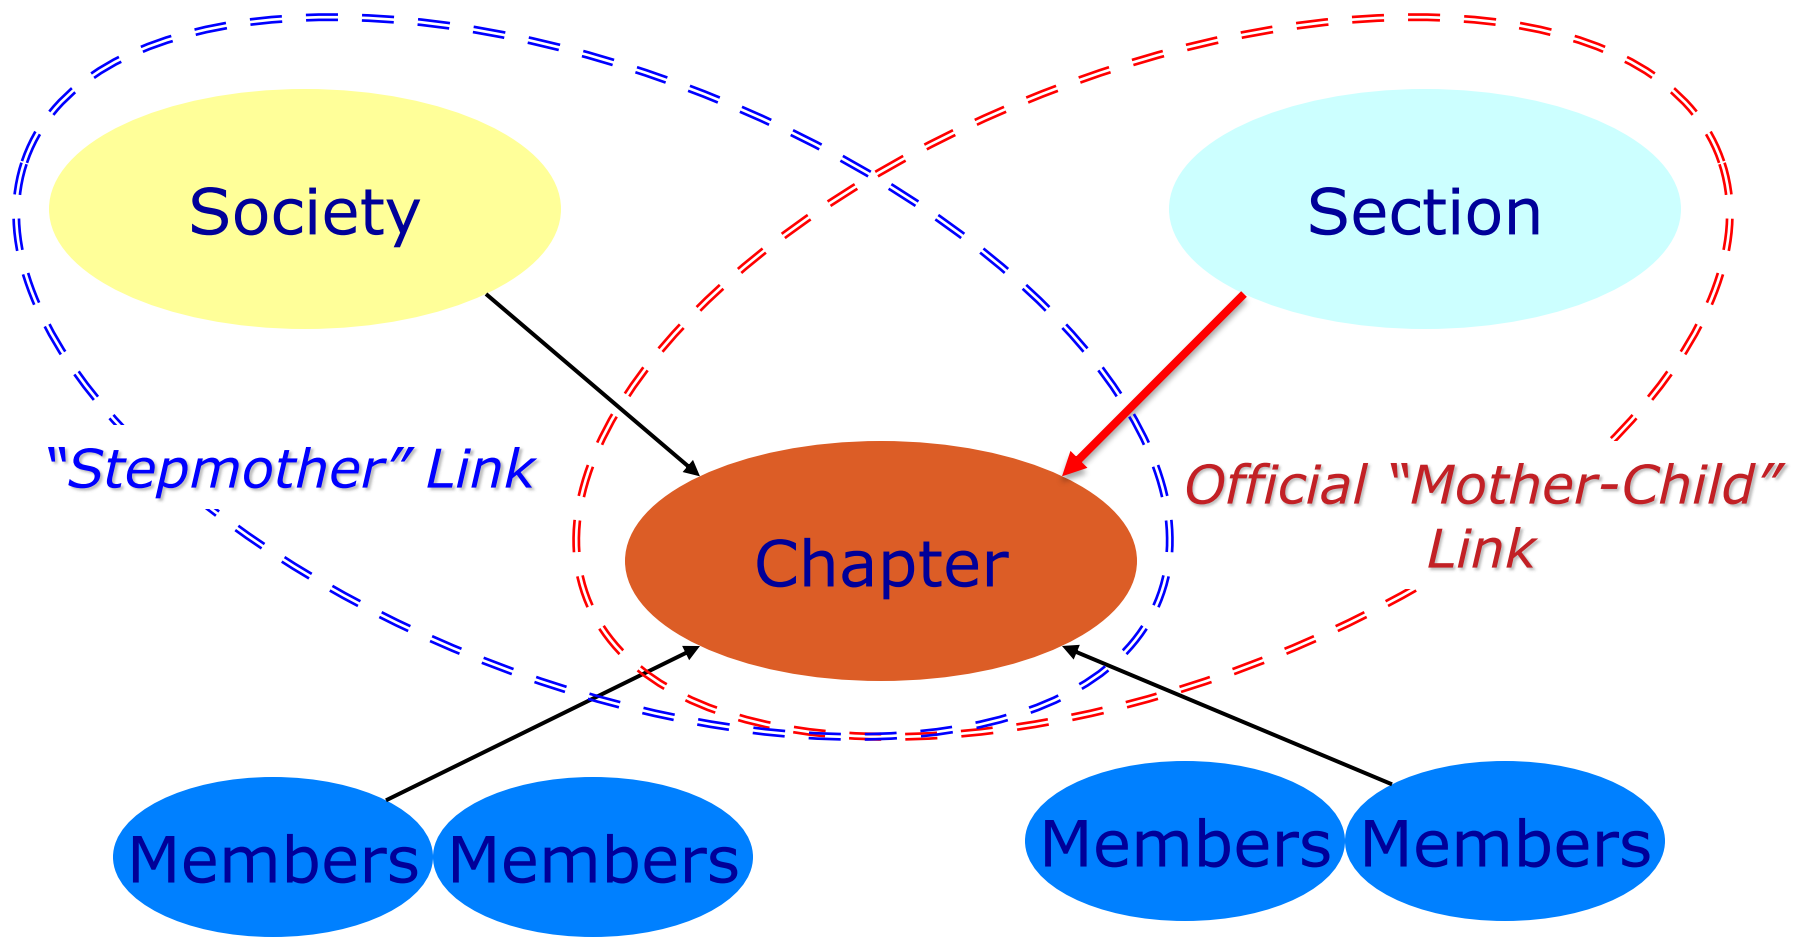 Society
Section
“Stepmother” Link
Official “Mother-Child”
Link
Chapter
Members
Members
Members
Members